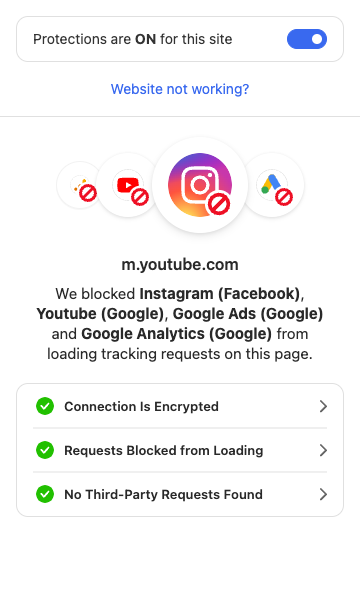 Protections are ON for this site
Website not working?
m.youtube.com
We blocked Instagram (Facebook),
Youtube (Google), Google Ads (Google)
and Google Analytics (Google) from
loading tracking requests on this page.
Connection Is Encrypted
Requests Blocked from Loading
No Third-Party Requests Found